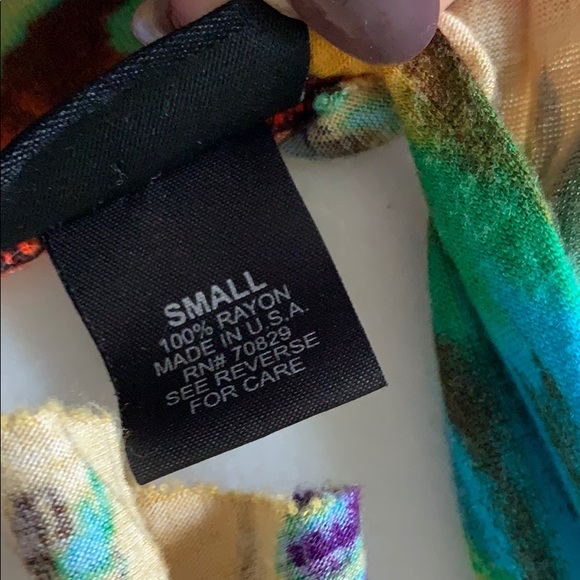 SMALL
100% RAYON
MADE IN U.S.A.
RN# 70829
SEE REVERSE
FOR CARE